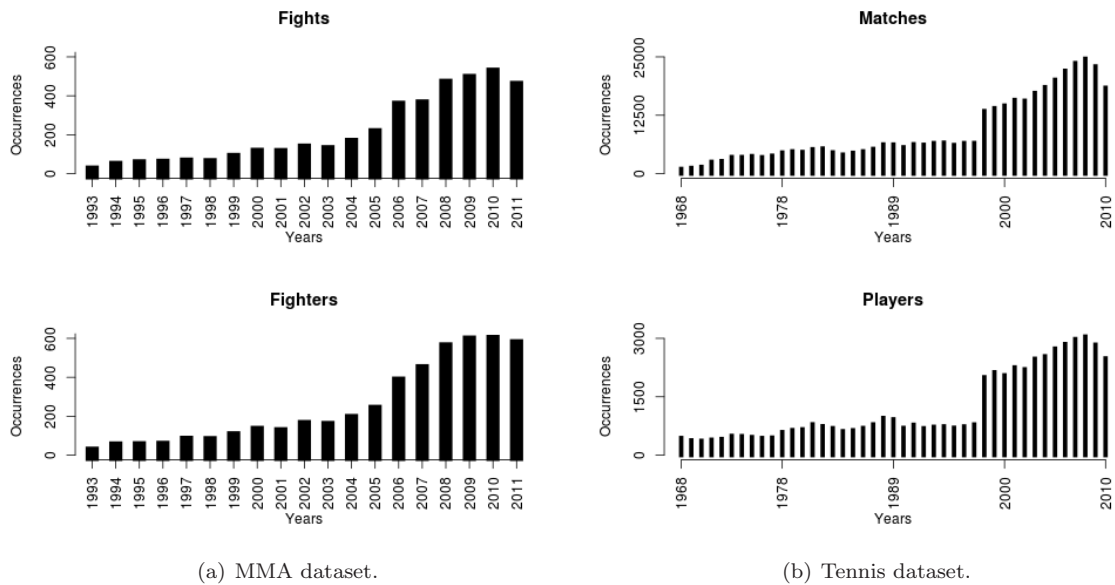 Fights
Occurrences
600
400
200
0
1993 1994 1995 1996 1997 1998 1999 2000 2001 2002 2003 2004 2005 2006 2007 2008 2009 2010 2011
Years
Matches
Occurrences
25000
12500
0
1968 1978 1989 2000 2010
Years
Fighters
Occurrences
600
400
200
0
1993 1994 1995 1996 1997 1998 1999 2000 2001 2002 2003 2004 2005 2006 2007 2008 2009 2010 2011
Years
Players
Occurrences
3000
1500
0
1968 1978 1989 2000 2010
Years
(a) MMA dataset.
(b) Tennis dataset.